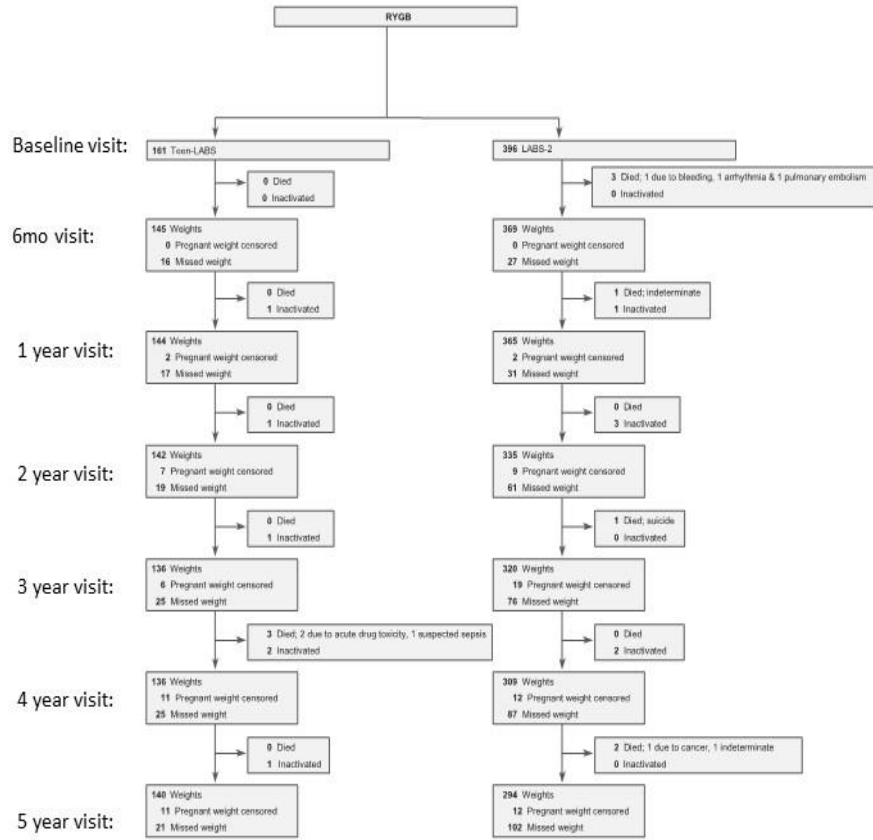 RYGB
Baseline visit:
161 Teen-LABS
396 LABS-2
0 Died
0 Inactivated
3 Died; 1 due to bleeding, 1 arrhythmia & 1 pulmonary embolism
0 Inactivated
6mo visit:
145 Weights
0 Pregnant weight censored
16 Missed weight
369 Weights
0 Pregnant weight censored
27 Missed weight
0 Died
1 Inactivated
1 Died; indeterminate
1 Inactivated
1 year visit:
144 Weights
2 Pregnant weight censored
17 Missed weight
365 Weights
2 Pregnant weight censored
31 Missed weight
0 Died
1 Inactivated
0 Died
3 Inactivated
2 year visit:
142 Weights
7 Pregnant weight censored
19 Missed weight
335 Weights
9 Pregnant weight censored
61 Missed weight
0 Died
1 Inactivated
1 Died; suicide
0 Inactivated
3 year visit:
136 Weights
6 Pregnant weight censored
25 Missed weight
320 Weights
19 Pregnant weight censored
76 Missed weight
3 Died; 2 due to acute drug toxicity, 1 suspected sepsis
2 Inactivated
0 Died
2 Inactivated
4 year visit:
136 Weights
11 Pregnant weight censored
25 Missed weight
309 Weights
12 Pregnant weight censored
87 Missed weight
0 Died
1 Inactivated
2 Died; 1 due to cancer, 1 indeterminate
0 Inactivated
5 year visit:
140 Weights
11 Pregnant weight censored
21 Missed weight
294 Weights
12 Pregnant weight censored
102 Missed weight